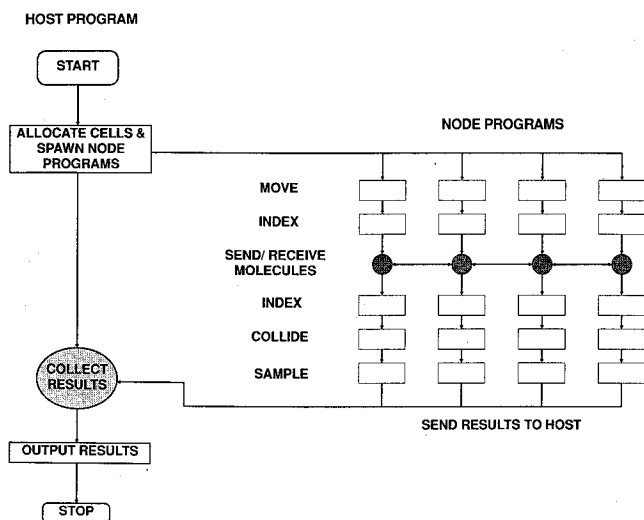 HOST PROGRAM
START
ALLOCATE CELLS &
SPAWN NODE
PROGRAMS
NODE PROGRAMS
MOVE
INDEX
SEND/ RECEIVE
MOLECULES
INDEX
COLLIDE
SAMPLE
COLLECT
RESULTS
SEND RESULTS TO HOST
OUTPUT RESULTS
STOP